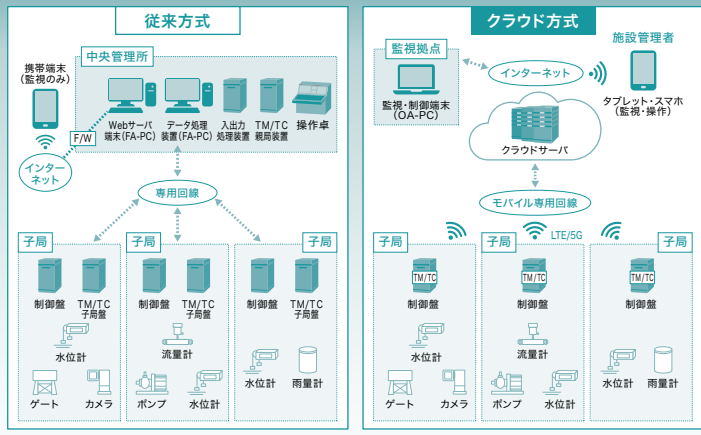 従来方式
中央管理所
携帯端末
(監視のみ)
Webサーバ
端末(FA-PC)
データ処理
装置(FA-PC)
入出力
処理装置
TM/TC
親局装置
操作卓
F/W
インター
ネット
専用回線
子局
制御盤
TM/TC
子局盤
水位計
ゲート
カメラ
子局
制御盤
TM/TC
子局盤
流量計
ポンプ
水位計
子局
制御盤
TM/TC
子局盤
水位計
雨量計
クラウド方式
監視拠点
監視・制御端末
(OA-PC)
インターネット
施設管理者
タブレット・スマホ
(監視・操作)
クラウドサーバ
モバイル専用回線
LTE/5G
子局
TM/TC
制御盤
水位計
ゲート
カメラ
子局
TM/TC
制御盤
流量計
ポンプ
水位計
子局
TM/TC
制御盤
水位計
雨量計